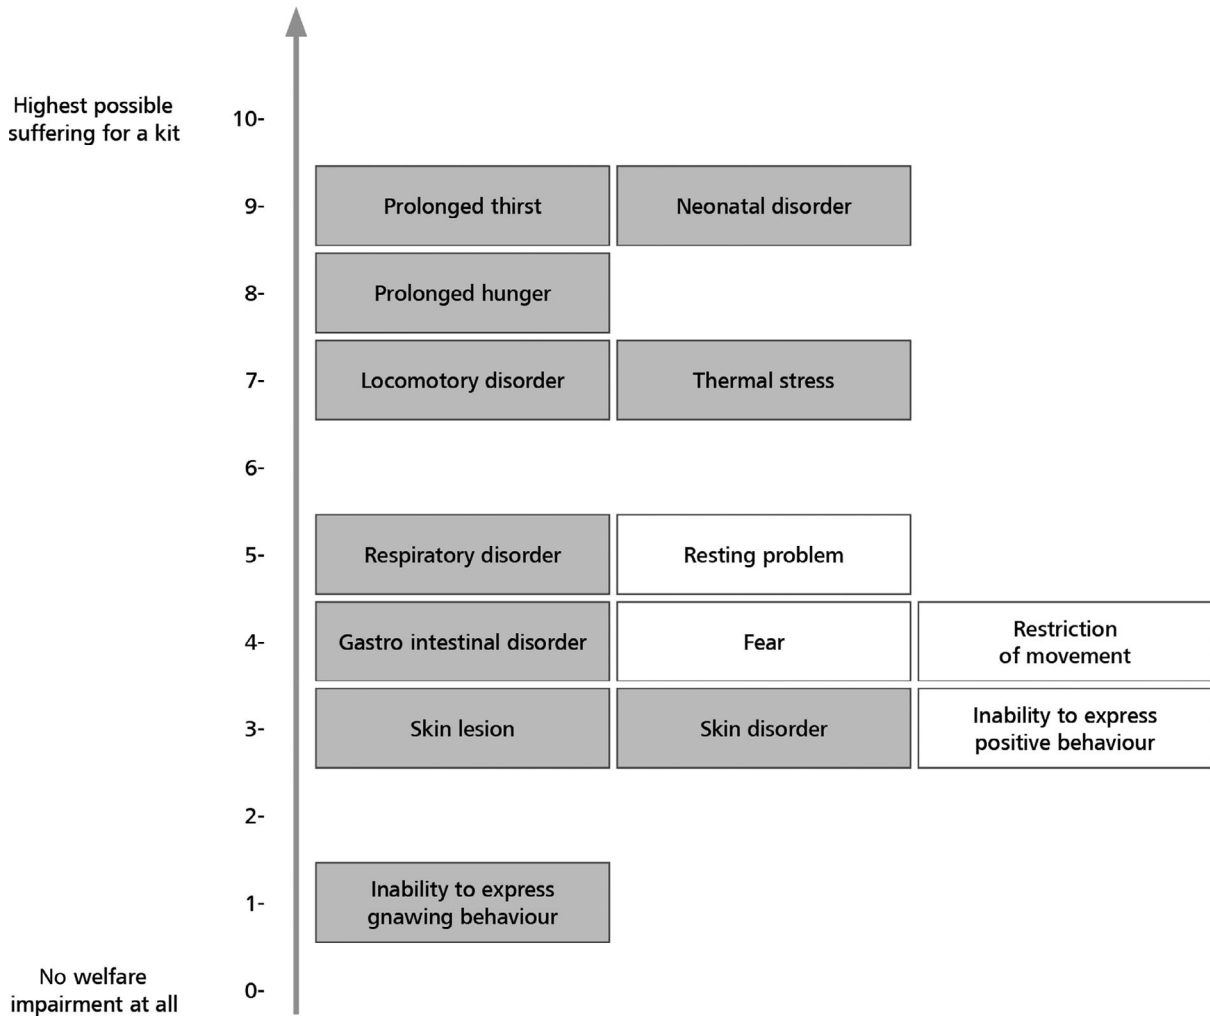 Highest possible
suffering for a kit
10-
9-
Prolonged thirst
Neonatal disorder
8-
Prolonged hunger
7-
Locomotory disorder
Thermal stress
6-
5-
Respiratory disorder
Resting problem
4-
Gastro intestinal disorder
Fear
Restriction
of movement
3-
Skin lesion
Skin disorder
Inability to express
positive behaviour
2-
1-
Inability to express
gnawing behaviour
No welfare
impairment at all
0-